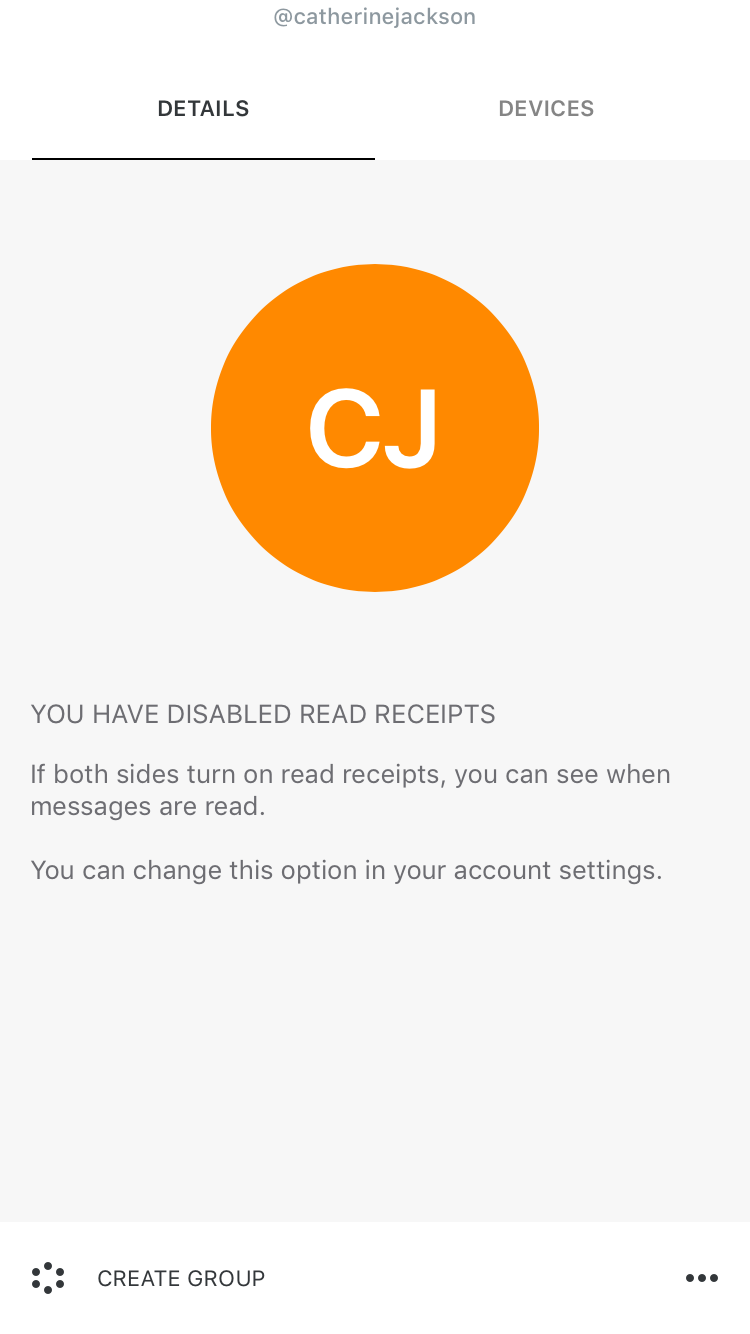 @catherinejackson
DETAILS
DEVICES
CJ
YOU HAVE DISABLED READ RECEIPTS
If both sides turn on read receipts, you can see when
messages are read.
You can change this option in your account settings.
CREATE GROUP